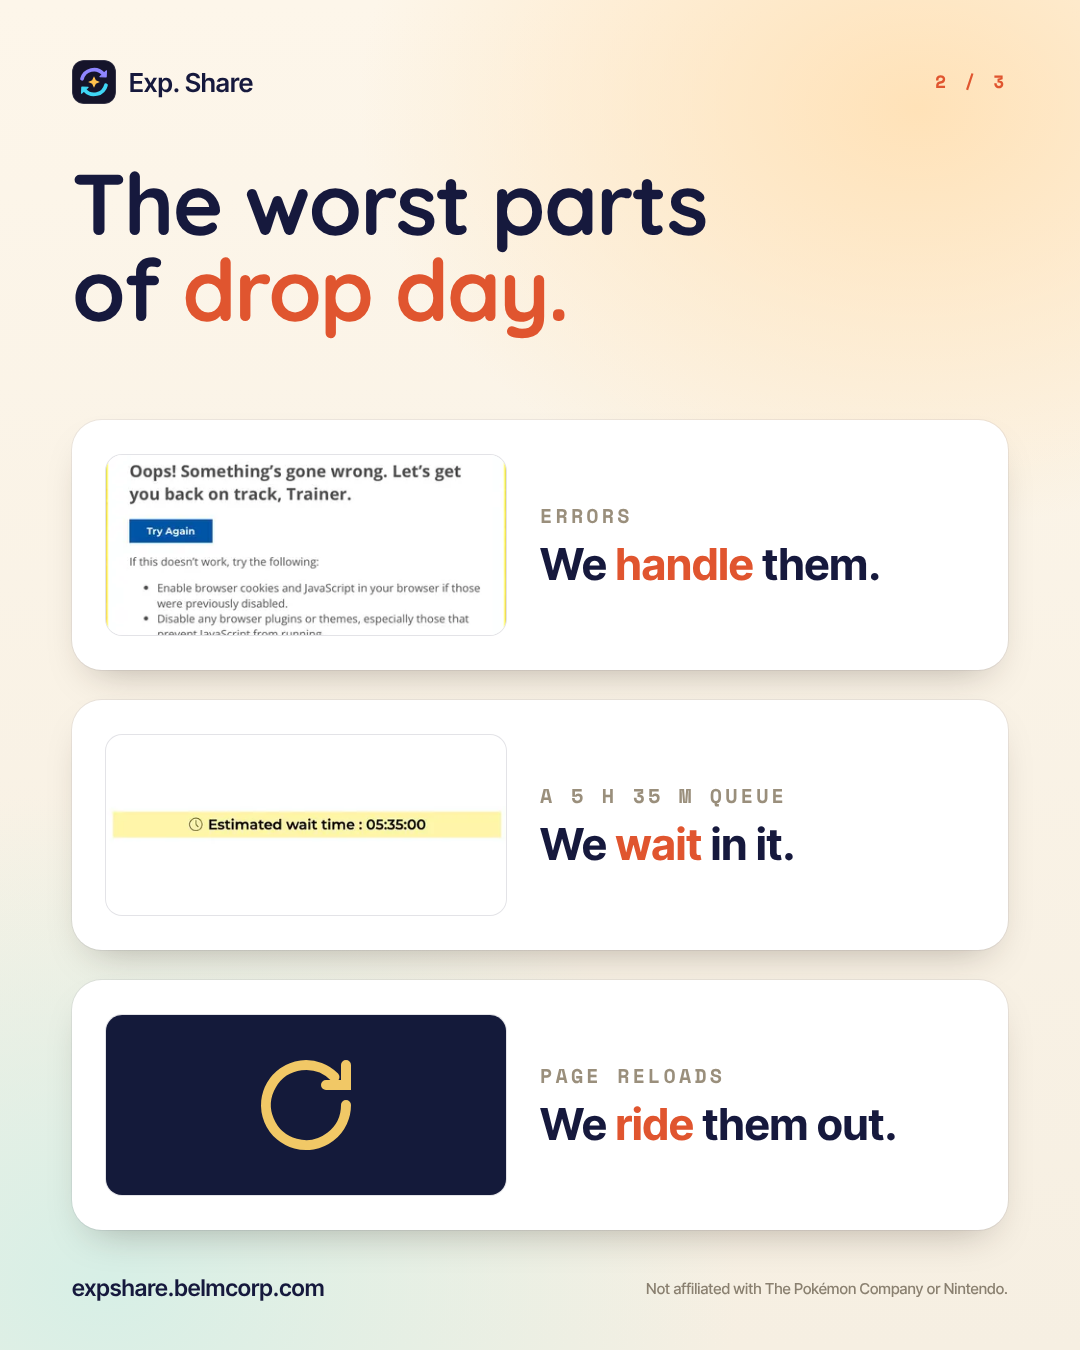 Exp. Share
2 / 3
The worst parts
of drop day.
Oops! Something's gone wrong. Let's get
you back on track, Trainer.
Try Again
If this doesn't work, try the following:
• Enable browser cookies and JavaScript in your browser if those
were previously disabled.
• Disable any browser plugins or themes, especially those that
prevent JavaScript from running
ERRORS
We handle them.
Estimated wait time : 05:35:00
A 5 H 35 M QUEUE
We wait in it.
PAGE RELOADS
We ride them out.
expshare.belmcorp.com
Not affiliated with The Pokémon Company or Nintendo.